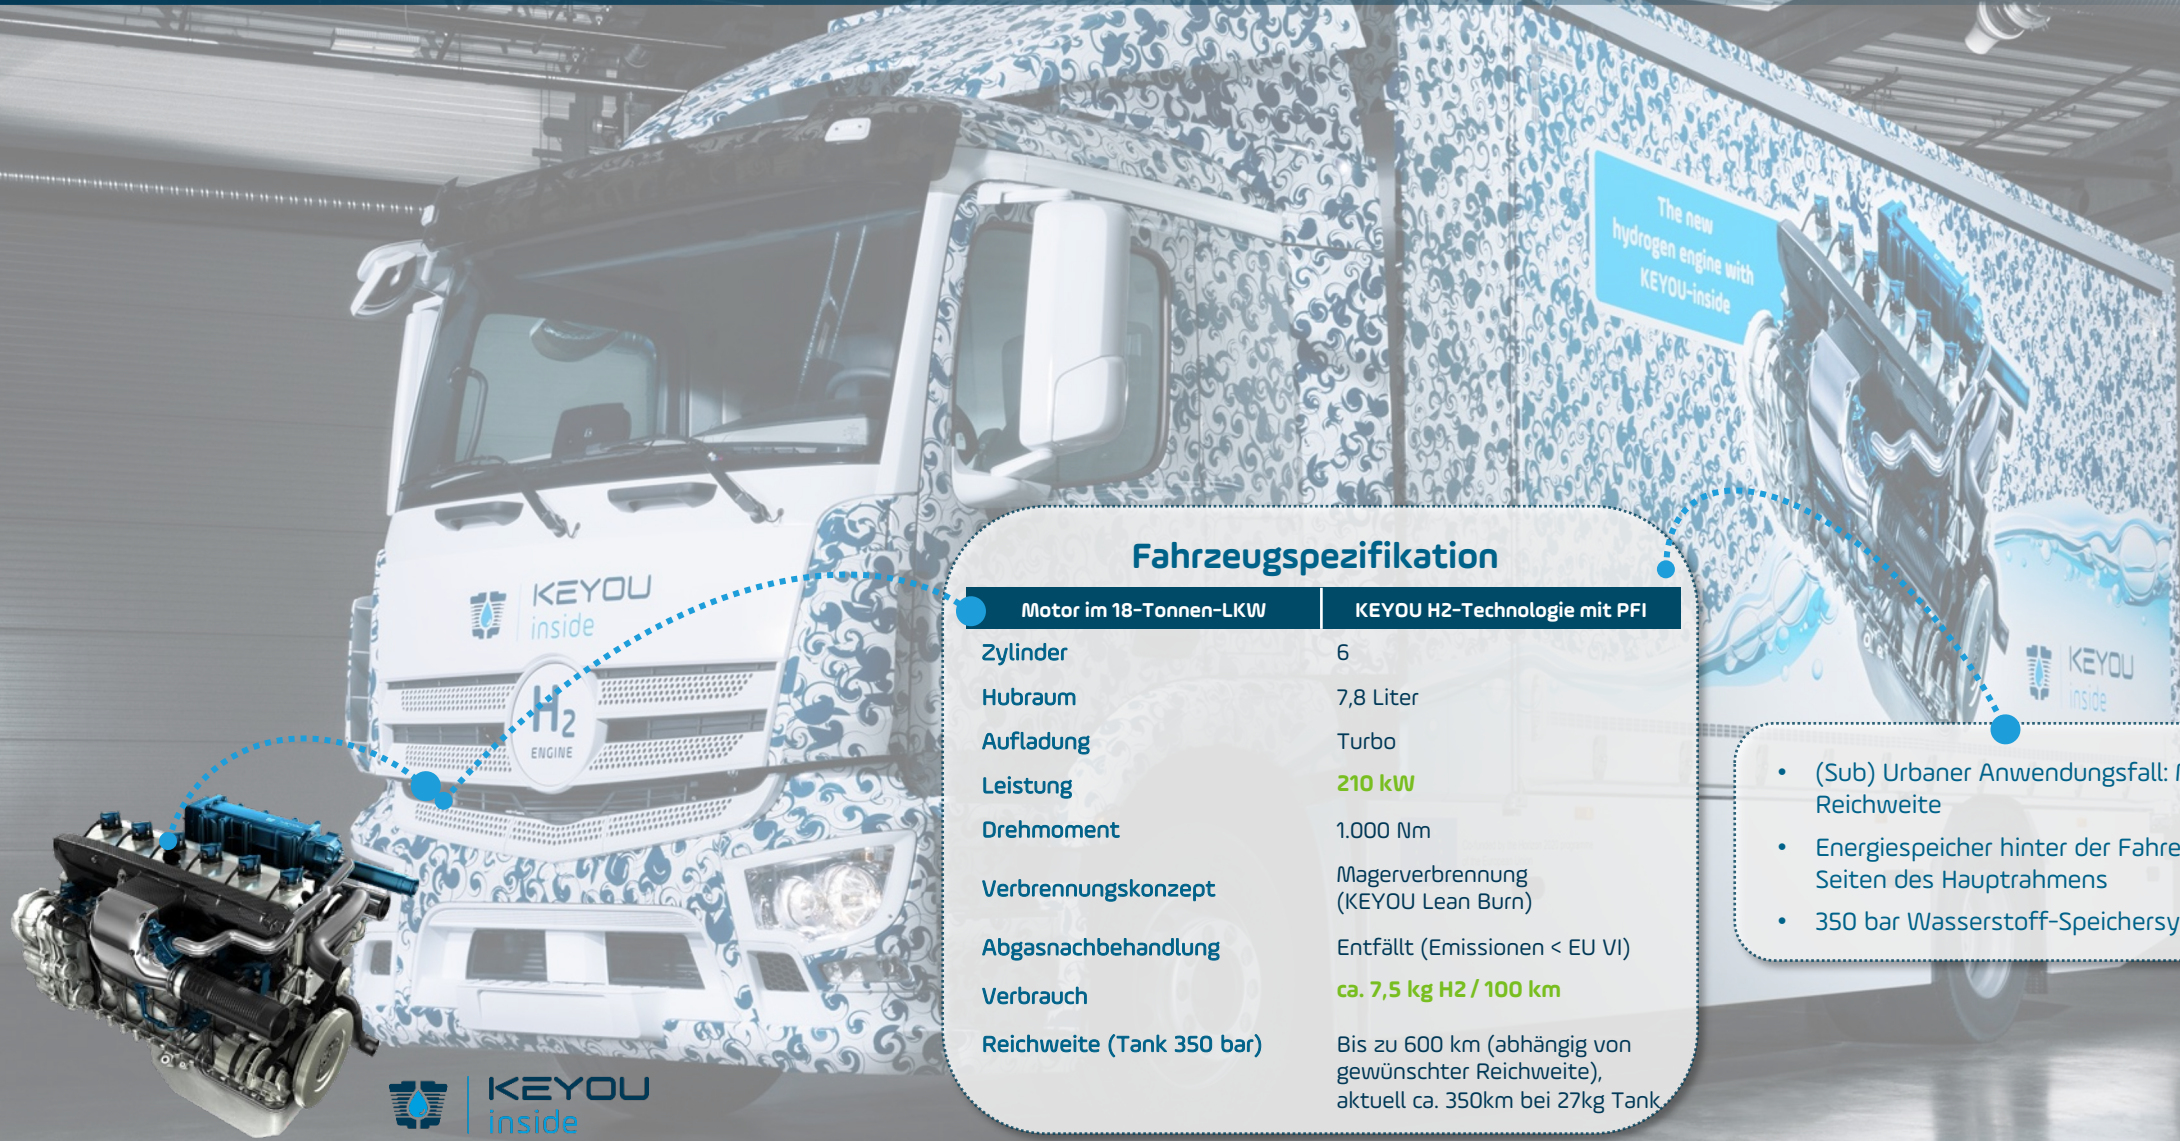 The new
hydrogen engine with
KEYOU-inside
KEYOU
inside
H2
ENGINE
KEYOU
inside
Fahrzeugspezifikation
Motor im 18-Tonnen-LKW KEYOU H2-Technologie mit PFI
Zylinder 6
Hubraum 7,8 Liter
Aufladung Turbo
Leistung 210 kW
Drehmoment 1.000 Nm
Verbrennungskonzept Magerverbrennung
(KEYOU Lean Burn)
Abgasnachbehandlung Entfällt (Emissionen < EU VI)
Verbrauch ca. 7,5 kg H2 / 100 km
Reichweite (Tank 350 bar) Bis zu 600 km (abhängig von
gewünschter Reichweite),
aktuell ca. 350km bei 27kg Tank
• (Sub) Urbaner Anwendungsfall:
Reichweite
• Energiespeicher hinter der Fahre
Seiten des Hauptrahmens
• 350 bar Wasserstoff-Speichersy
KEYOU
inside